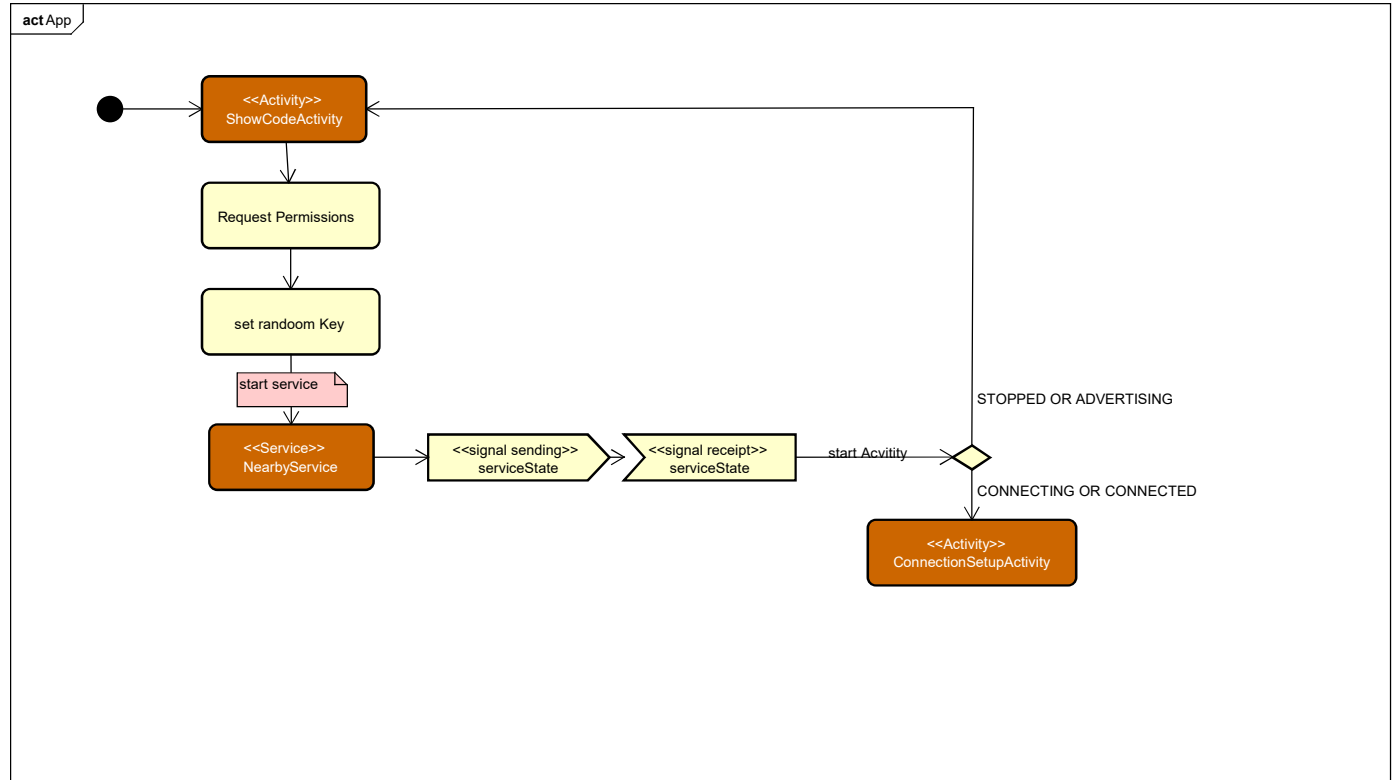 act App
<<Activity>>
ShowCodeActivity
Request Permissions
set randoom Key
start service
STOPPED OR ADVERTISING
<<Service>>
NearbyService
<<signal sending>>
serviceState
<<signal receipt>>
serviceState
start Acvitity
CONNECTING OR CONNECTED
<<Activity>>
ConnectionSetupActivity